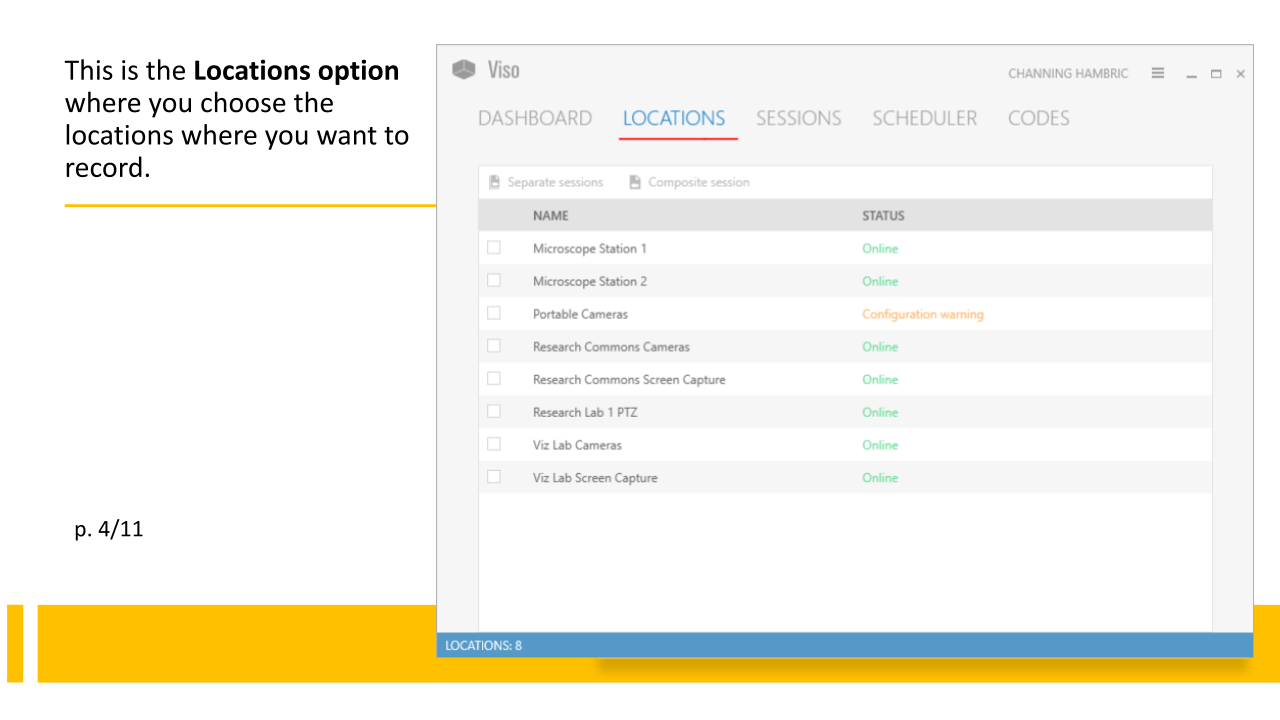 This is the Locations option
where you choose the
locations where you want to
record.
p. 4/11
Viso
CHANNING HAMBRIC
DASHBOARD LOCATIONS SESSIONS SCHEDULER CODES
Separate sessions Composite session
NAME STATUS
Microscope Station 1 Online
Microscope Station 2 Online
Portable Cameras Configuration warning
Research Commons Cameras Online
Research Commons Screen Capture Online
Research Lab 1 PTZ Online
Viz Lab Cameras Online
Viz Lab Screen Capture Online
LOCATIONS: 8